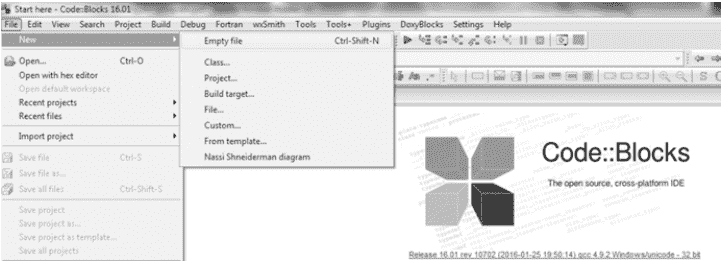 Start here - Code::Blocks 16.01
File Edit View Search Project Build Debug Fortran wxSmith Tools Tools+ Plugins DoxyBlocks Settings Help
New
Open... Ctrl-O
Open with hex editor
Open default workspace
Recent projects
Recent files
Import project
Save file Ctrl-S
Save file as...
Save all files Ctrl-Shift-S
Save project
Save project as...
Save project as template...
Save all projects
Empty file Ctrl-Shift-N
Class...
Project...
Build target...
File...
Custom...
From template...
Nassi Shneiderman diagram
Code::Blocks
The open source, cross-platform IDE
Release 16.01 rev 10702 (2016-01-25 19:50:14) gcc 4.9.2 Windows/unicode - 32 bit